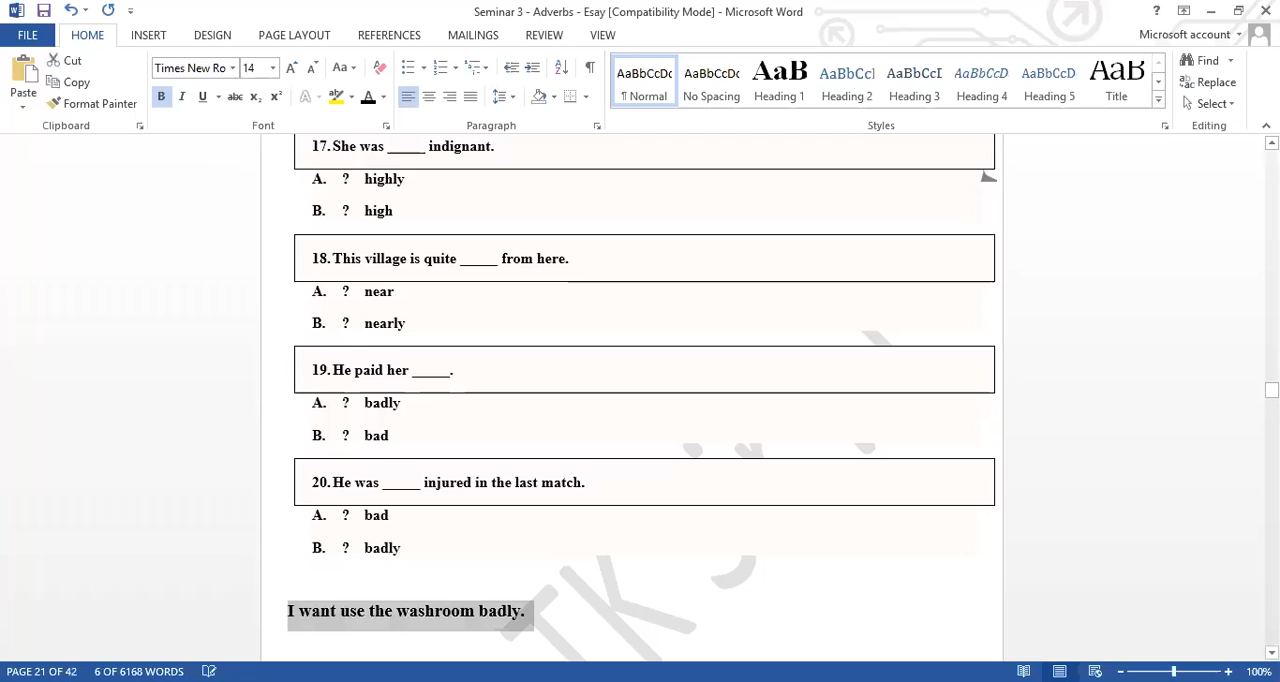 Seminar 3 - Adverbs - Esay [Compatibility Mode] - Microsoft Word
?
FILE
HOME
INSERT
DESIGN
PAGE LAYOUT
REFERENCES
MAILINGS
REVIEW
VIEW
Microsoft account
Paste
Cut
Copy
Format Painter
Clipboard
Times New Ro
14
Aa
B I U abc x₂ x²
Font
Paragraph
AaBbCcDc
¶ Normal
AaBbCcDc
No Spacing
AaB
Heading 1
AaBbCc
Heading 2
AaBbCcI
Heading 3
AaBbCcD
Heading 4
AaBbCcD
Heading 5
AaB
Title
Styles
Find
Replace
Select
Editing
17. She was _____ indignant.
A. ? highly
B. ? high
18. This village is quite _____ from here.
A. ? near
B. ? nearly
19. He paid her _____.
A. ? badly
B. ? bad
20. He was _____ injured in the last match.
A. ? bad
B. ? badly
I want use the washroom badly.
PAGE 21 OF 42
6 OF 6168 WORDS
100%